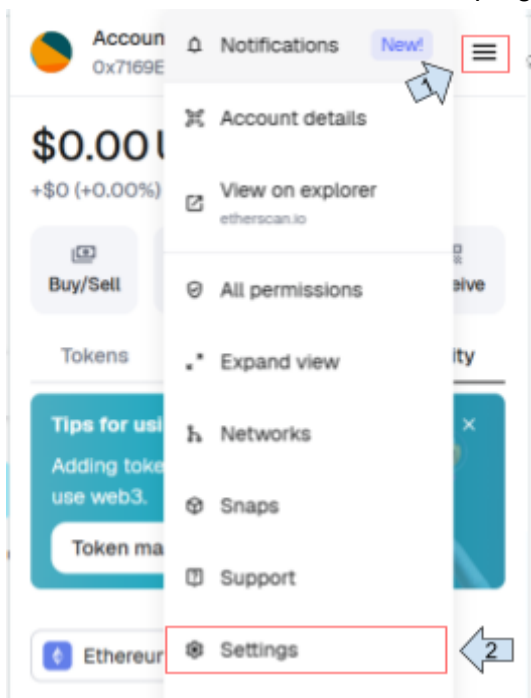 Accoun
Notifications
New!
0x7169E
1
Account details
$0.00 U
+$0 (+0.00%)
View on explorer
etherscan.io
Buy/Sell
All permissions
eive
Tokens
Expand view
ity
Tips for usi
Networks
Adding toke
use web3.
Snaps
Token ma
Support
Ethereur
Settings
2